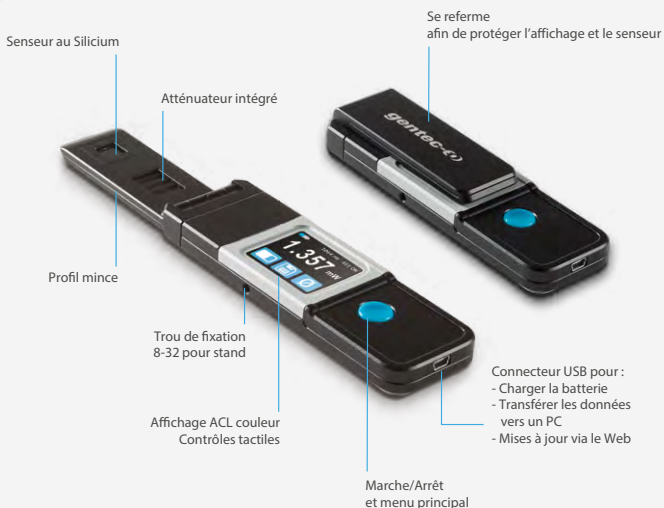 Se referme
afin de protéger l'affichage et le senseur
Senseur au Silicium
Atténuateur intégré
gentec-eo
Profil mince
1.357 mW
Trou de fixation
8-32 pour stand
Connecteur USB pour :
- Charger la batterie
- Transférer les données
vers un PC
- Mises à jour via le Web
Affichage ACL couleur
Contrôles tactiles
Marche/Arrêt
et menu principal